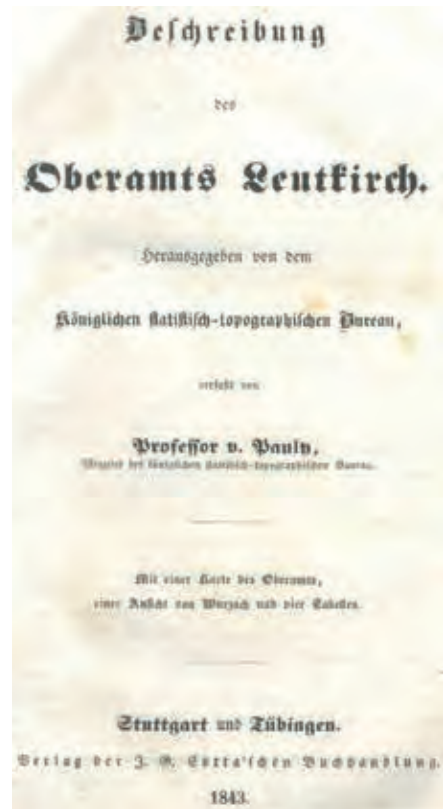 Beschreibung
des
Oberamts Leutkirch.
Herausgegeben von dem
Königlichen statistisch-topographischen Bureau,
verfaßt von
Professor v. Pauly,
Mitglied des königlichen statistisch-topographischen Bureau.
Mit einer Karte des Oberamts,
einer Ansicht von Wurzach und vier Tabellen.
Stuttgart und Tübingen.
Verlag der J. G. Cotta'schen Buchhandlung.
1843.